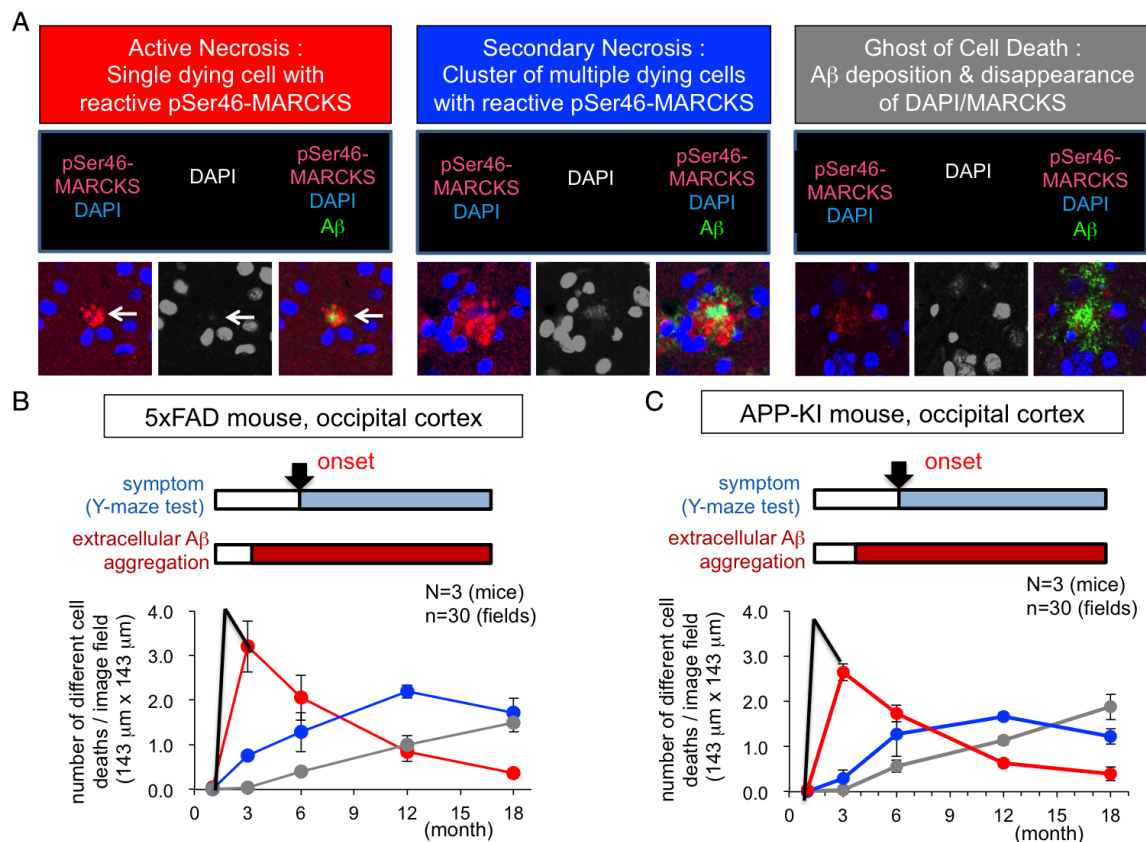 A
Active Necrosis :
Single dying cell with
reactive pSer46-MARCKS
Secondary Necrosis :
Cluster of multiple dying cells
with reactive pSer46-MARCKS
Ghost of Cell Death :
Aβ deposition & disappearance
of DAPI/MARCKS
pSer46-
MARCKS
DAPI
DAPI
pSer46-
MARCKS
DAPI
Aβ
pSer46-
MARCKS
DAPI
DAPI
pSer46-
MARCKS
DAPI
Aβ
pSer46-
MARCKS
DAPI
DAPI
pSer46-
MARCKS
DAPI
Aβ
B
5xFAD mouse, occipital cortex
onset
symptom
(Y-maze test)
extracellular Aβ
aggregation
N=3 (mice)
n=30 (fields)
number of different cell
deaths / image field
(143 μm x 143 μm)
4.0
3.0
2.0
1.0
0.0
0 3 6 9 12 15 18
(month)
C
APP-KI mouse, occipital cortex
onset
symptom
(Y-maze test)
extracellular Aβ
aggregation
N=3 (mice)
n=30 (fields)
number of different cell
deaths / image field
(143 μm x 143 μm)
4.0
3.0
2.0
1.0
0.0
0 3 6 9 12 15 18
(month)